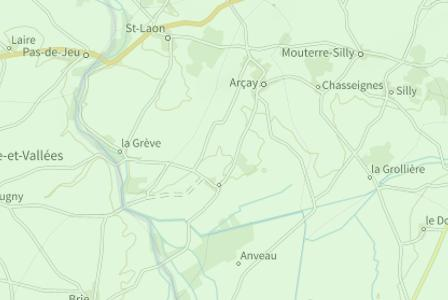 St-Laon
Laire
Pas-de-Jeu
Mouterre-Silly
Arçay
Chasseignes
Silly
la Grève
e-et-Vallées
la Grollière
ugny
le Do
Anveau
Brie